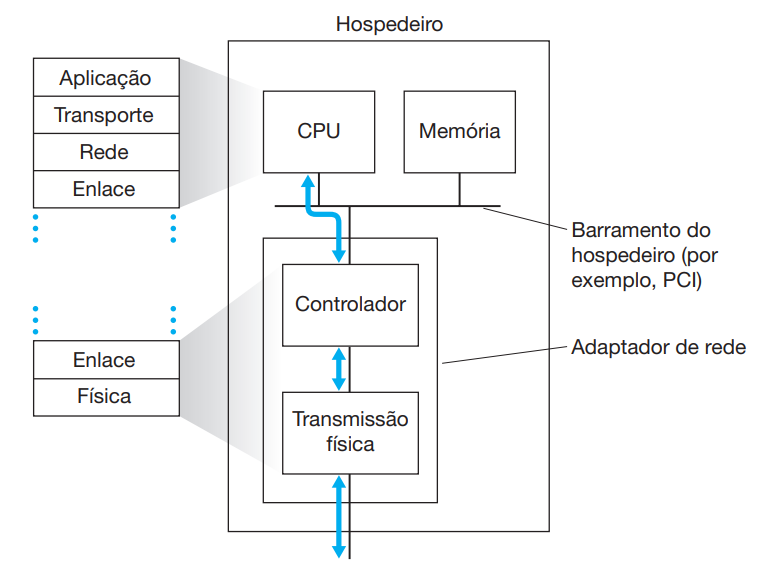 Hospedeiro
Aplicação
Transporte
Rede
Enlace
CPU
Memória
Barramento do
hospedeiro (por
exemplo, PCI)
Controlador
Adaptador de rede
Enlace
Física
Transmissão
física